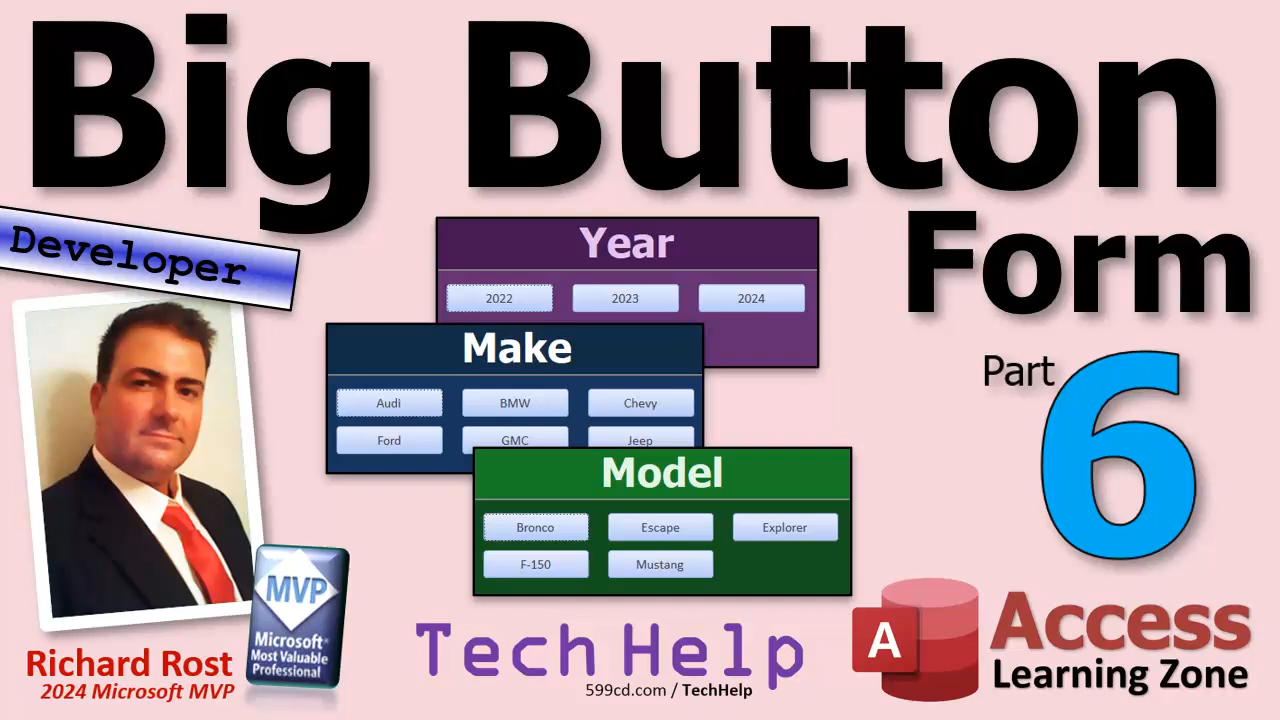 Big Button
Form
Developer
Year
2022 2023 2024
Make
Audi BMW Chevy
Ford GMC Jeep
Model
Bronco Escape Explorer
F-150 Mustang
Part 6
MVP
Microsoft®
Most Valuable
Professional
Richard Rost
2024 Microsoft MVP
TechHelp
599cd.com / TechHelp
A
Access
Learning Zone